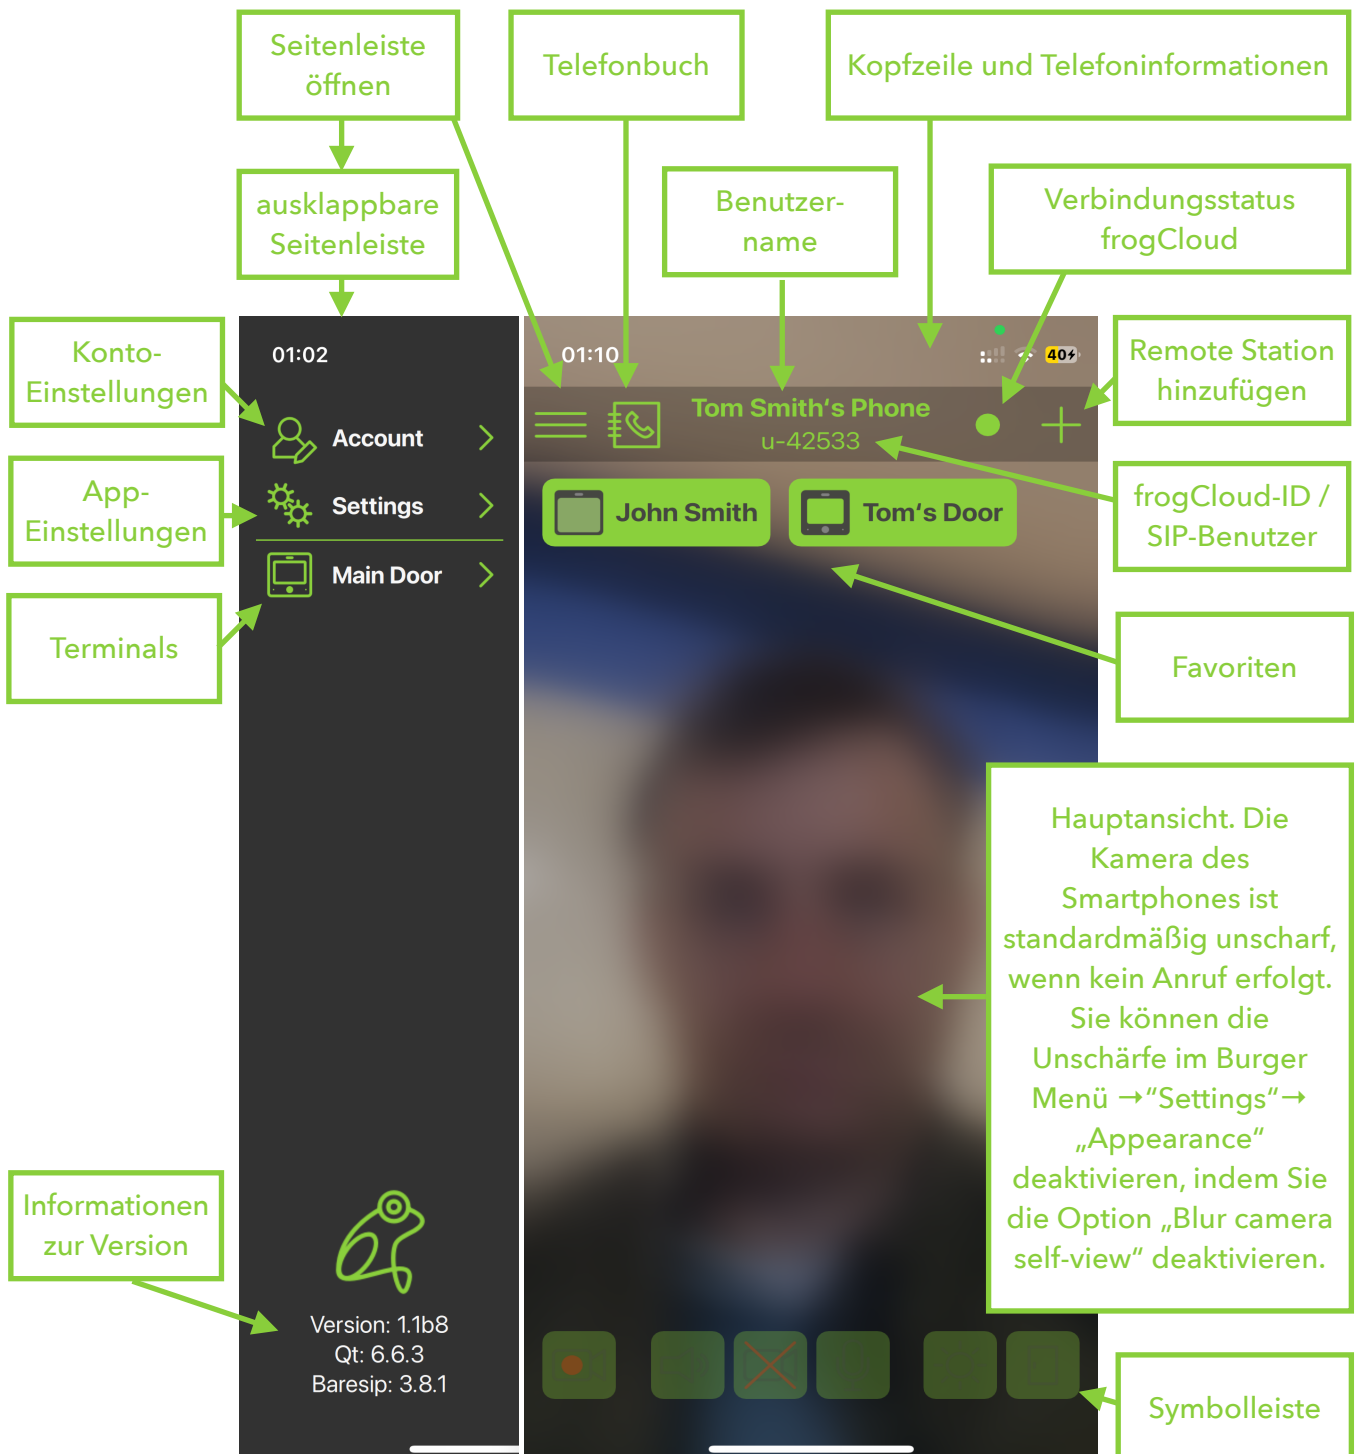 Seitenleiste
öffnen
Telefonbuch
Kopfzeile und Telefoninformationen
ausklappbare
Seitenleiste
Benutzer-
name
Verbindungsstatus
frogCloud
Konto-
Einstellungen
App-
Einstellungen
Terminals
01:02
Account
Settings
Main Door
01:10
40
Tom Smith‘s Phone
u-42533
John Smith
Tom‘s Door
Remote Station
hinzufügen
frogCloud-ID /
SIP-Benutzer
Favoriten
Hauptansicht. Die
Kamera des
Smartphones ist
standardmäßig unscharf,
wenn kein Anruf erfolgt.
Sie können die
Unschärfe im Burger
Menü →“Settings“→
„Appearance“
deaktivieren, indem Sie
die Option „Blur camera
self-view“ deaktivieren.
Informationen
zur Version
Version: 1.1b8
Qt: 6.6.3
Baresip: 3.8.1
Symbolleiste